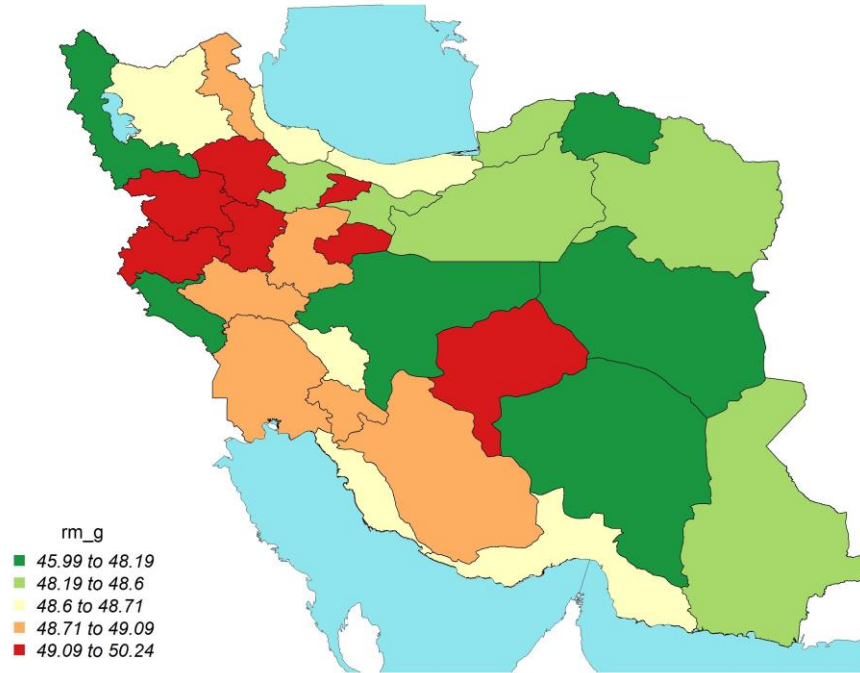 rm_g
45.99 to 48.19
48.19 to 48.6
48.6 to 48.71
48.71 to 49.09
49.09 to 50.24